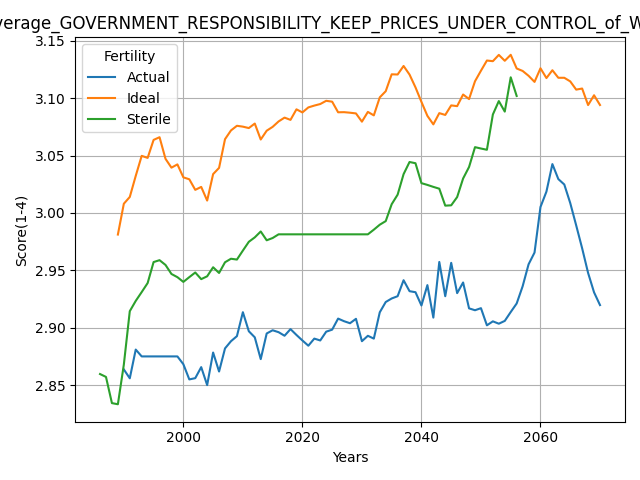 verage_GOVERNMENT_RESPONSIBILITY_KEEP_PRICES_UNDER_CONTROL_of_W
3.15
3.10
3.05
3.00
2.95
2.90
2.85
Score(1-4)
Fertility
Actual
Ideal
Sterile
2000
2020
2040
2060
Years